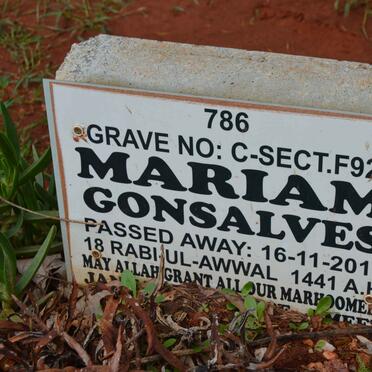 786
GRAVE NO: C-SECT.F92
MARIAM
GONSALVES
PASSED AWAY: 16-11-201
18 RABI-UL-AWWAL 1441 A.H
MAY ALLAH GRANT ALL OUR MARHOOME